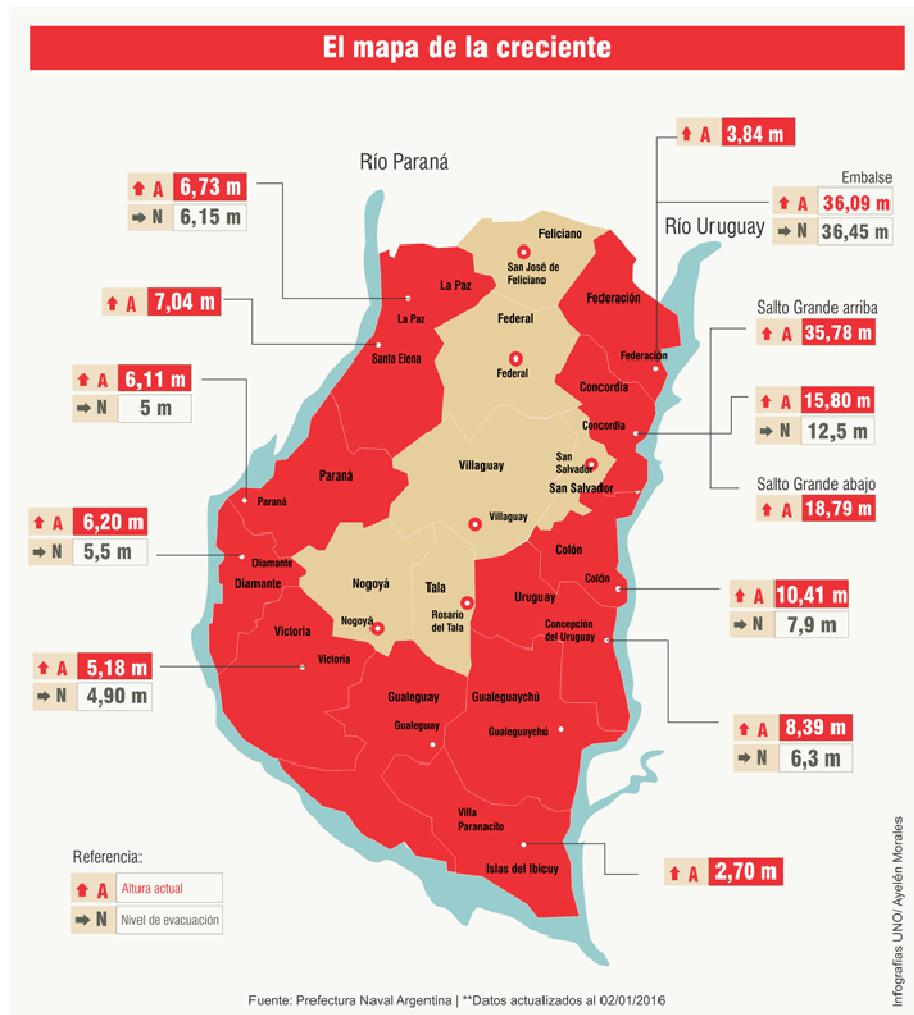 El mapa de la creciente
Río Paraná
A 3,84 m
Embalse
A 36,09 m
N 36,45 m
Río Uruguay
A 6,73 m
N 6,15 m
Feliciano
San José de
Feliciano
La Paz
Federación
A 7,04 m
La Paz
Federal
Salto Grande arriba
A 35,78 m
Santa Elena
Federación
Federal
A 6,11 m
N 5 m
Concordia
A 15,80 m
N 12,5 m
Concordia
Villaguay
San
Salvador
Paraná
San Salvador
Salto Grande abajo
A 18,79 m
Paraná
Villaguay
A 6,20 m
N 5,5 m
Colón
Diamante
Diamante
Nogoyá
Tala
Colón
A 10,41 m
N 7,9 m
Uruguay
Rosario
del Tala
Nogoyá
Concepción
del Uruguay
Victoria
Victoria
A 5,18 m
N 4,90 m
Gualeguay
Gualeguaychú
Gualeguay
Gualeguaychú
A 8,39 m
N 6,3 m
Villa
Paranacito
Islas del Ibicuy
A 2,70 m
Referencia:
A Altura actual
N Nivel de evacuación
Infografías UNO/ Ayelén Morales
Fuente: Prefectura Naval Argentina | **Datos actualizados al 02/01/2016